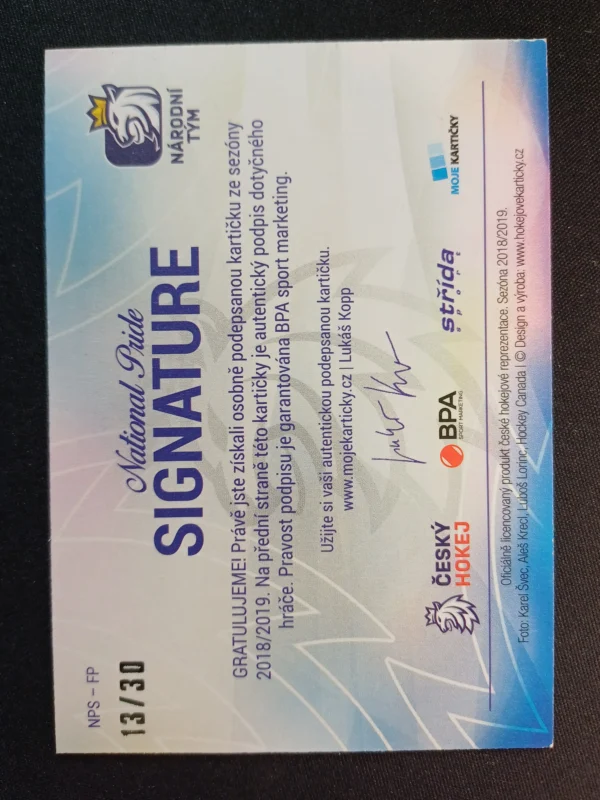 NPS – FP
13/30
NÁRODNÍ
TÝM
National Pride
SIGNATURE
GRATULUJEME! Právě jste získali osobně podepsanou kartičku ze sezóny
2018/2019. Na přední straně této kartičky je autentický podpis dotyčného
hráče. Pravost podpisu je garantována BPA sport marketing.
Užijte si vaši autentickou podepsanou kartičku.
www.mojekarticky.cz | Lukáš Kopp
ČESKÝ
HOKEJ
BPA
SPORT MARKETING
střída
sport
MOJE KARTIČKY
Oficiálně licencovaný produkt české hokejové reprezentace. Sezóna 2018/2019.
Foto: Karel Švec, Aleš Krecl, Luboš Lorinc, Hockey Canada | © Design a výroba: www.hokejovekarticky.cz